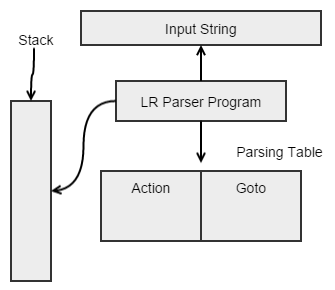 Input String
Stack
LR Parser Program
Parsing Table
Action
Goto